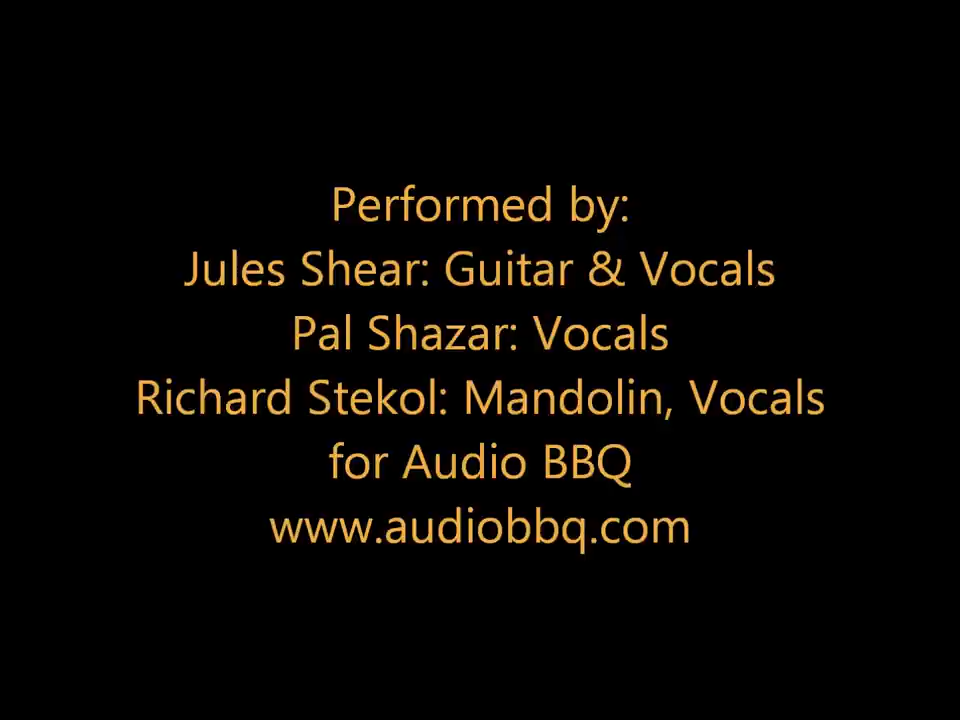 Performed by:
Jules Shear: Guitar & Vocals
Pal Shazar: Vocals
Richard Stekol: Mandolin, Vocals
for Audio BBQ
www.audiobbq.com